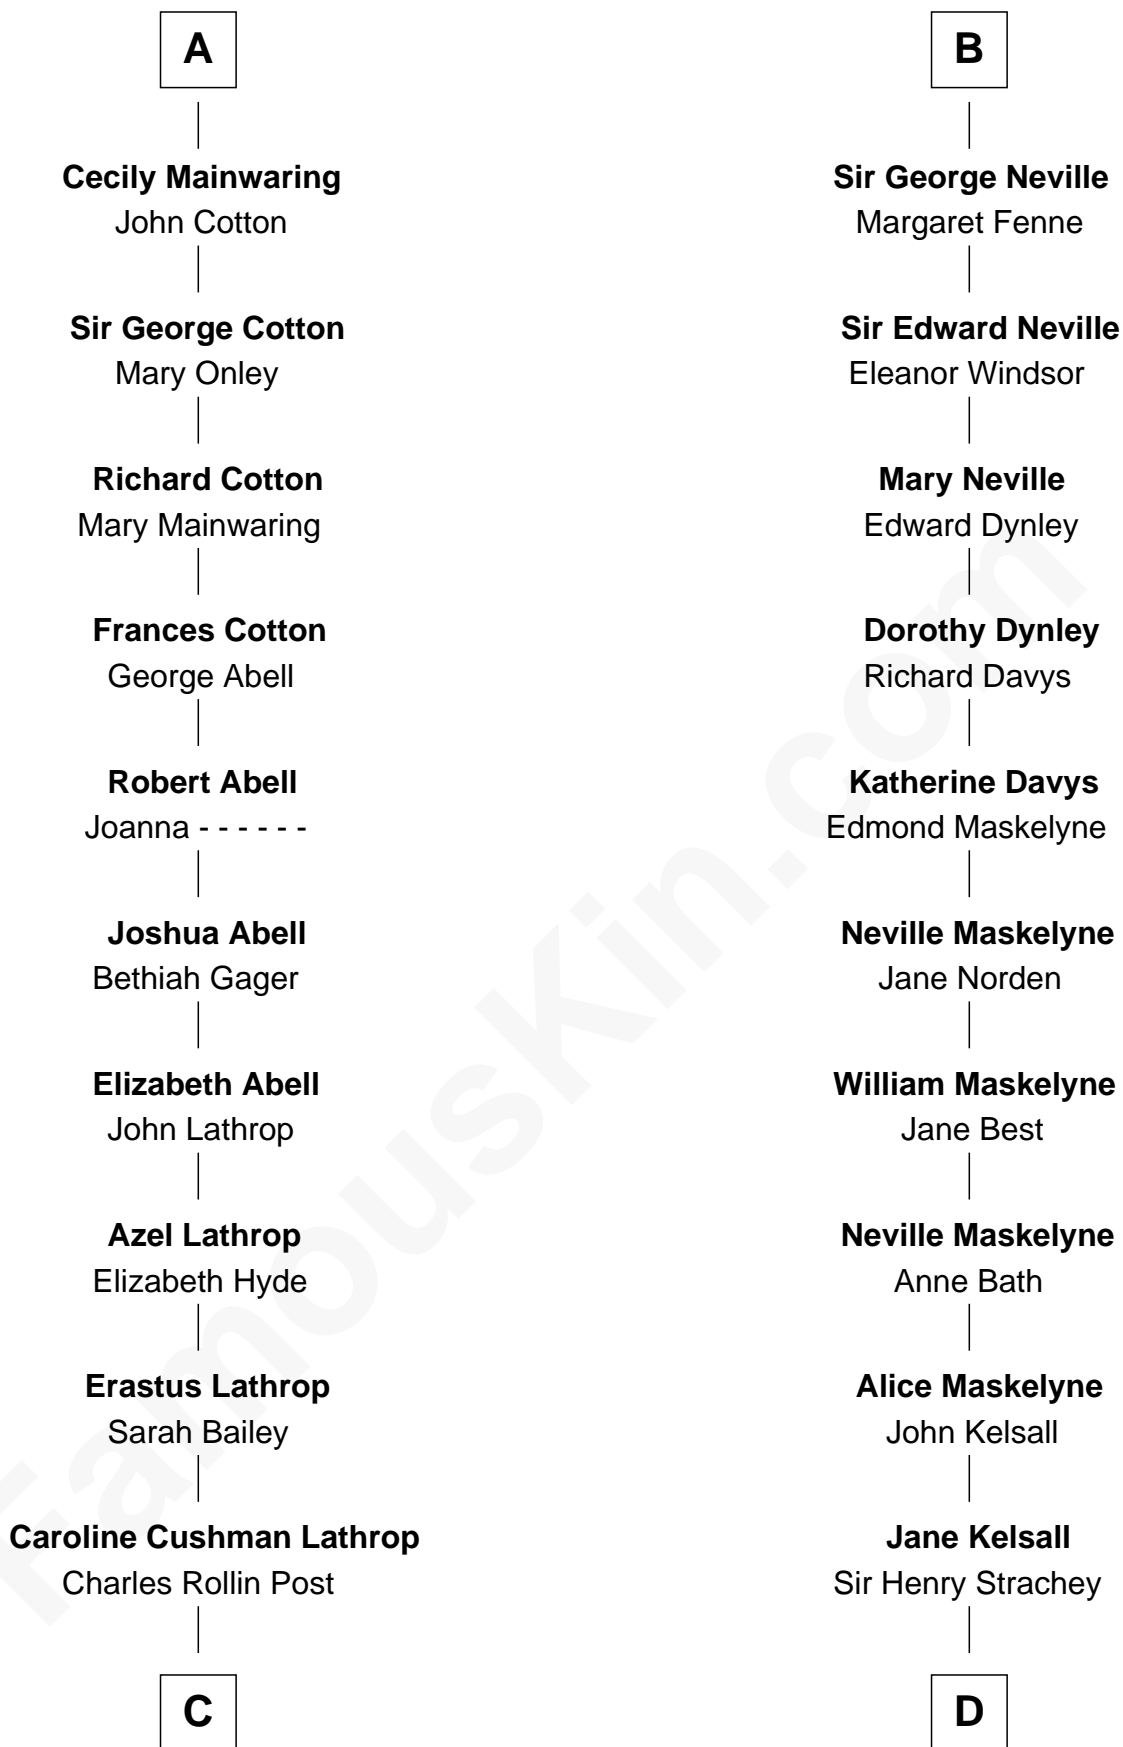 A
Cecily Mainwaring
John Cotton
Sir George Cotton
Mary Onley
Richard Cotton
Mary Mainwaring
Frances Cotton
George Abell
Robert Abell
Joanna - - - - - -
Joshua Abell
Bethiah Gager
Elizabeth Abell
John Lathrop
Azel Lathrop
Elizabeth Hyde
Erastus Lathrop
Sarah Bailey
Caroline Cushman Lathrop
Charles Rollin Post
C
B
Sir George Neville
Margaret Fenne
Sir Edward Neville
Eleanor Windsor
Mary Neville
Edward Dynley
Dorothy Dynley
Richard Davys
Katherine Davys
Edmond Maskelyne
Neville Maskelyne
Jane Norden
William Maskelyne
Jane Best
Neville Maskelyne
Anne Bath
Alice Maskelyne
John Kelsall
Jane Kelsall
Sir Henry Strachey
D
FamousKin.com